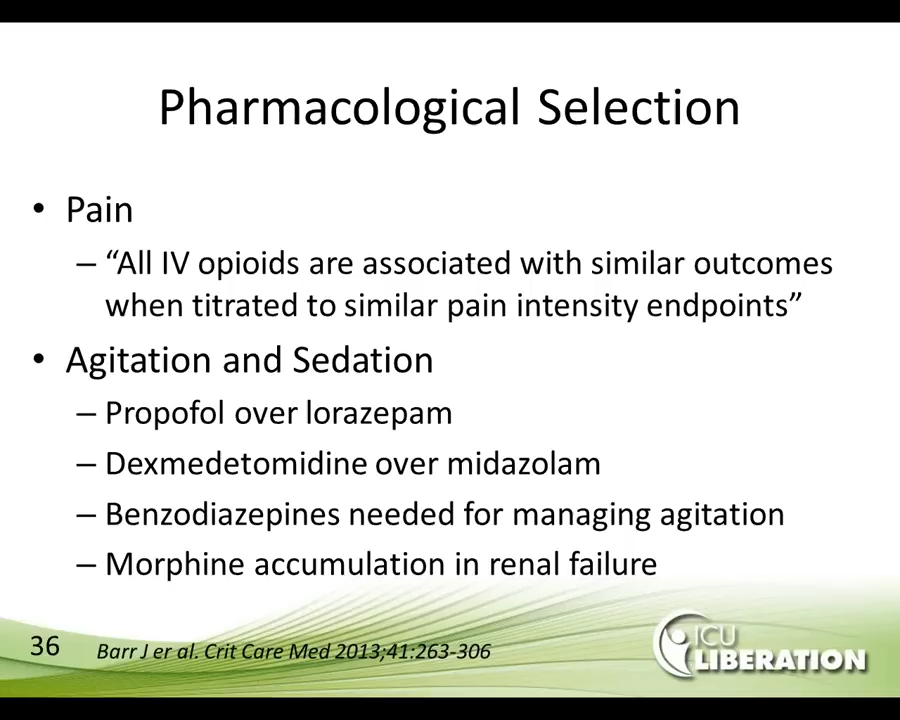 Pharmacological Selection
• Pain
– “All IV opioids are associated with similar outcomes
when titrated to similar pain intensity endpoints”
• Agitation and Sedation
– Propofol over lorazepam
– Dexmedetomidine over midazolam
– Benzodiazepines needed for managing agitation
– Morphine accumulation in renal failure
36
Barr J er al. Crit Care Med 2013;41:263-306
ICU
LIBERATION